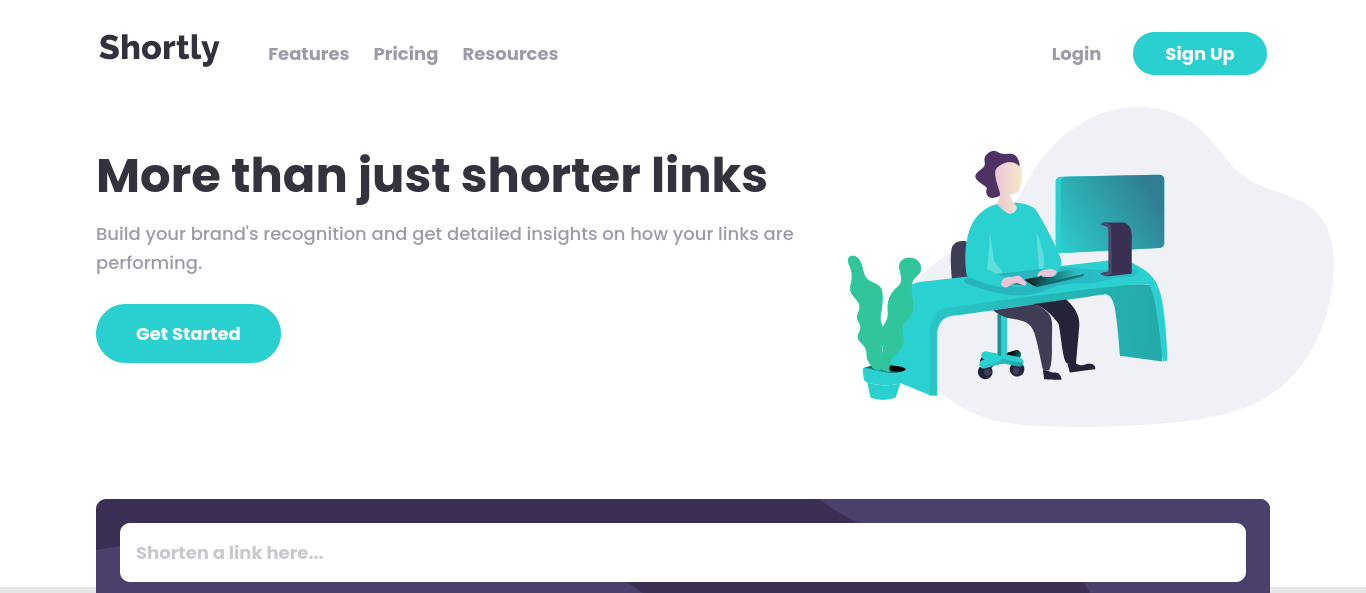 Shortly Features Pricing Resources Login Sign Up
More than just shorter links
Build your brand's recognition and get detailed insights on how your links are
performing.
Get Started
Shorten a link here...